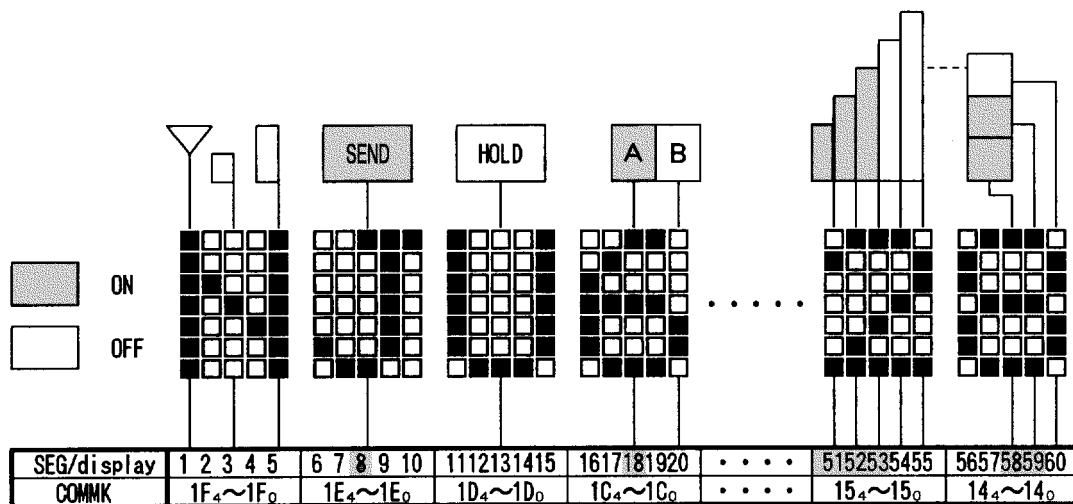 SEND
HOLD
A B
ON
OFF
SEG/display 1 2 3 4 5 6 7 8 9 10 1112131415 1617181920 · · · · 5152535455 5657585960
COMMK 1F₄~1F₀ 1E₄~1E₀ 1D₄~1D₀ 1C₄~1C₀ · · · · 15₄~15₀ 14₄~14₀